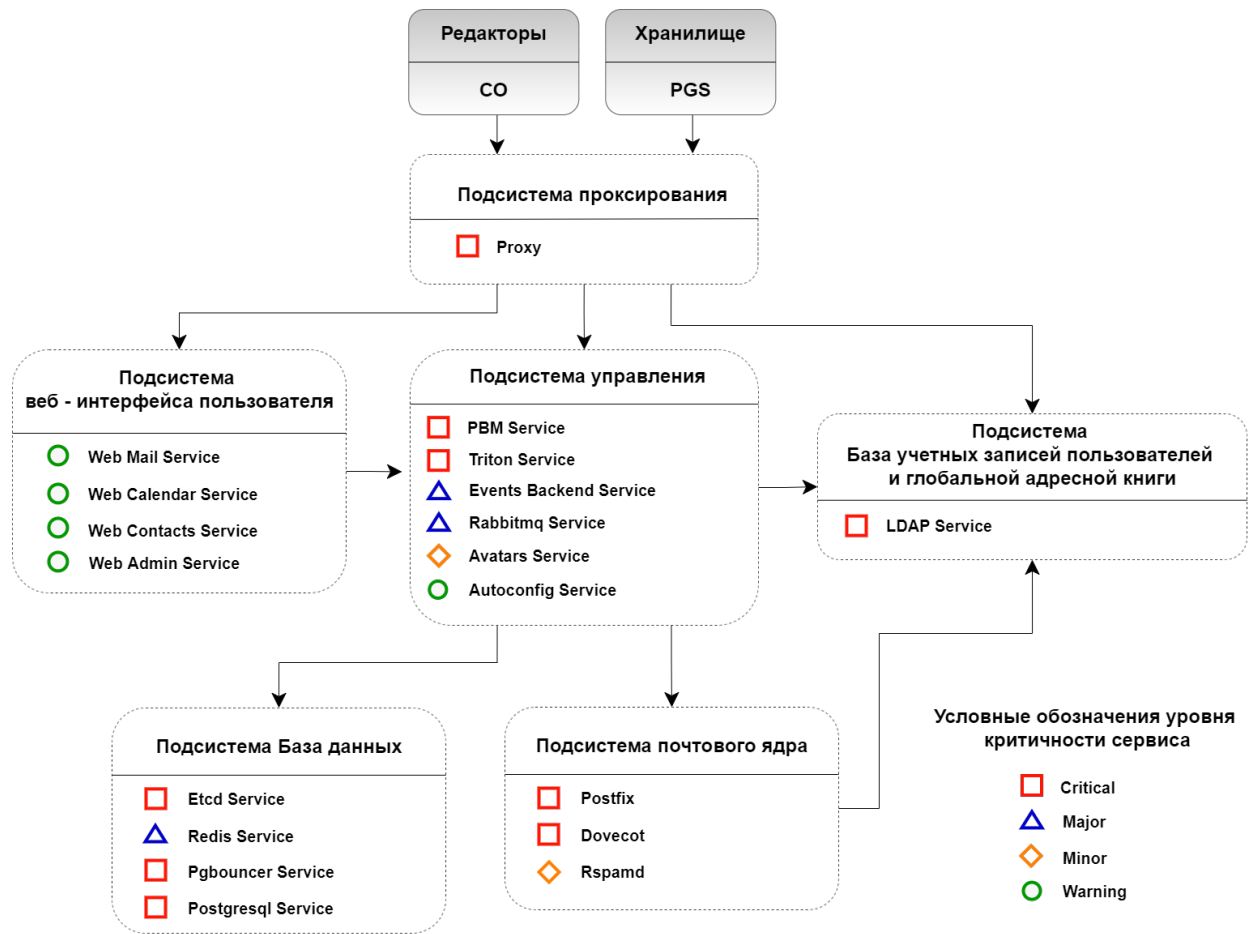 Редакторы
CO
Хранилище
PGS
Подсистема проксирования
Proxy
Подсистема
веб - интерфейса пользователя
Web Mail Service
Web Calendar Service
Web Contacts Service
Web Admin Service
Подсистема управления
PBM Service
Triton Service
Events Backend Service
Rabbitmq Service
Avatars Service
Autoconfig Service
Подсистема
База учетных записей пользователей
и глобальной адресной книги
LDAP Service
Подсистема База данных
Etcd Service
Redis Service
Pgbouncer Service
Postgresql Service
Подсистема почтового ядра
Postfix
Dovecot
Rspamd
Условные обозначения уровня
критичности сервиса
Critical
Major
Minor
Warning